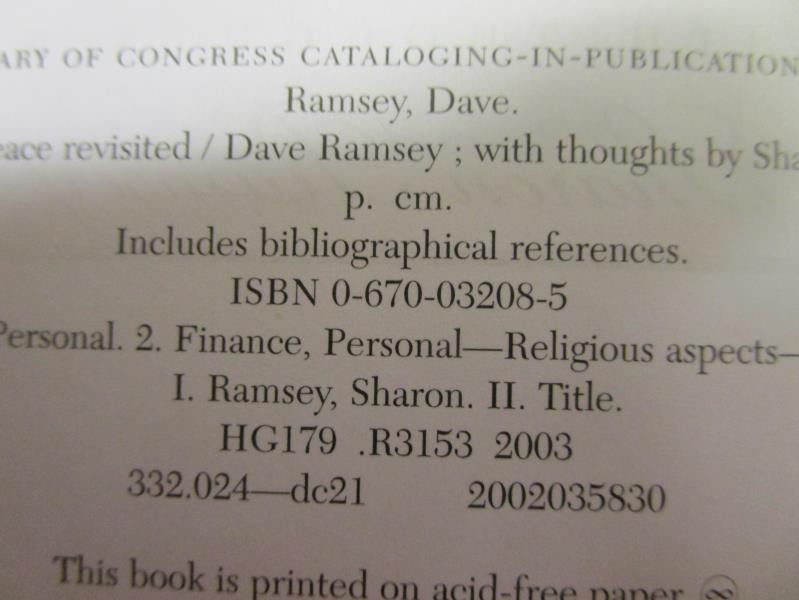 ARY OF CONGRESS CATALOGING-IN-PUBLICATION
Ramsey, Dave.
eace revisited / Dave Ramsey ; with thoughts by Sha
p. cm.
Includes bibliographical references.
ISBN 0-670-03208-5
Personal. 2. Finance, Personal—Religious aspects—
I. Ramsey, Sharon. II. Title.
HG179 .R3153 2003
332.024—dc21 2002035830
This book is printed on acid-free paper. ∞